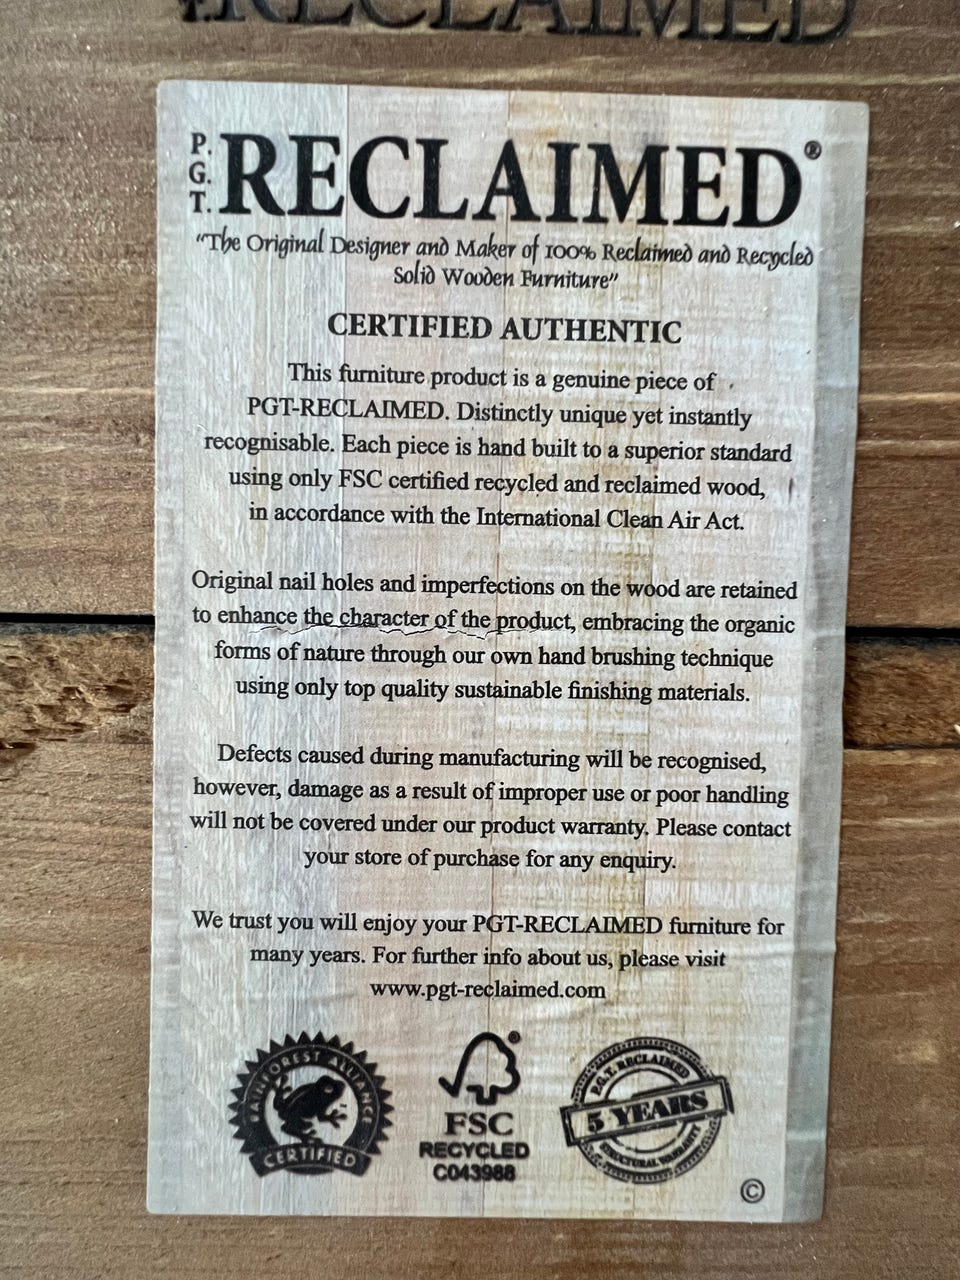 RECLAIMED
P.G.T. RECLAIMED®
“The Original Designer and Maker of 100% Reclaimed and Recycled
Solid Wooden Furniture”
CERTIFIED AUTHENTIC
This furniture product is a genuine piece of
PGT-RECLAIMED. Distinctly unique yet instantly
recognisable. Each piece is hand built to a superior standard
using only FSC certified recycled and reclaimed wood,
in accordance with the International Clean Air Act.
Original nail holes and imperfections on the wood are retained
to enhance the character of the product, embracing the organic
forms of nature through our own hand brushing technique
using only top quality sustainable finishing materials.
Defects caused during manufacturing will be recognised,
however, damage as a result of improper use or poor handling
will not be covered under our product warranty. Please contact
your store of purchase for any enquiry.
We trust you will enjoy your PGT-RECLAIMED furniture for
many years. For further info about us, please visit
www.pgt-reclaimed.com
RAINFOREST ALLIANCE
CERTIFIED
®
FSC
RECYCLED
C043988
P.G.T. RECLAIMED
5 YEARS
STRUCTURAL WARRANTY
©